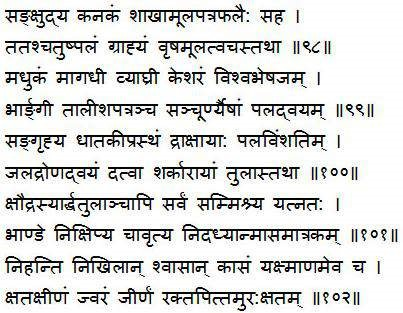 सङ्क्षुद्य कनकं शाखामूलपत्रफलै: सह ।
ततश्चतुष्पलं ग्राह्यं वृषमूलत्वचस्तथा ॥९८॥
मधुकं मागधी व्याघ्री केशरं विश्वभेषजम् ।
भार्ङगी तालीशपत्रञ्च सञ्चूर्ण्यैषां पलद्वयम् ॥९९॥
सङ्गृह्य धातकीप्रस्थं द्राक्षाया: पलविंशतिम् ।
जलद्रोणद्वयं दत्वा शर्करायां तुलास्तथा ॥१००॥
क्षौद्रस्यार्द्धतुलाञ्चापि सर्वं सम्मिश्र्य यत्नत: ।
भाण्डे निक्षिप्य चावृत्य निदध्यान्मासमात्रकम् ॥१०१॥
निहन्ति निखिलान् श्वासान् कासं यक्ष्माणमेव च ।
क्षतक्षीणं ज्वरं जीर्णं रक्तपित्तमुर:क्षतम् ॥१०२॥